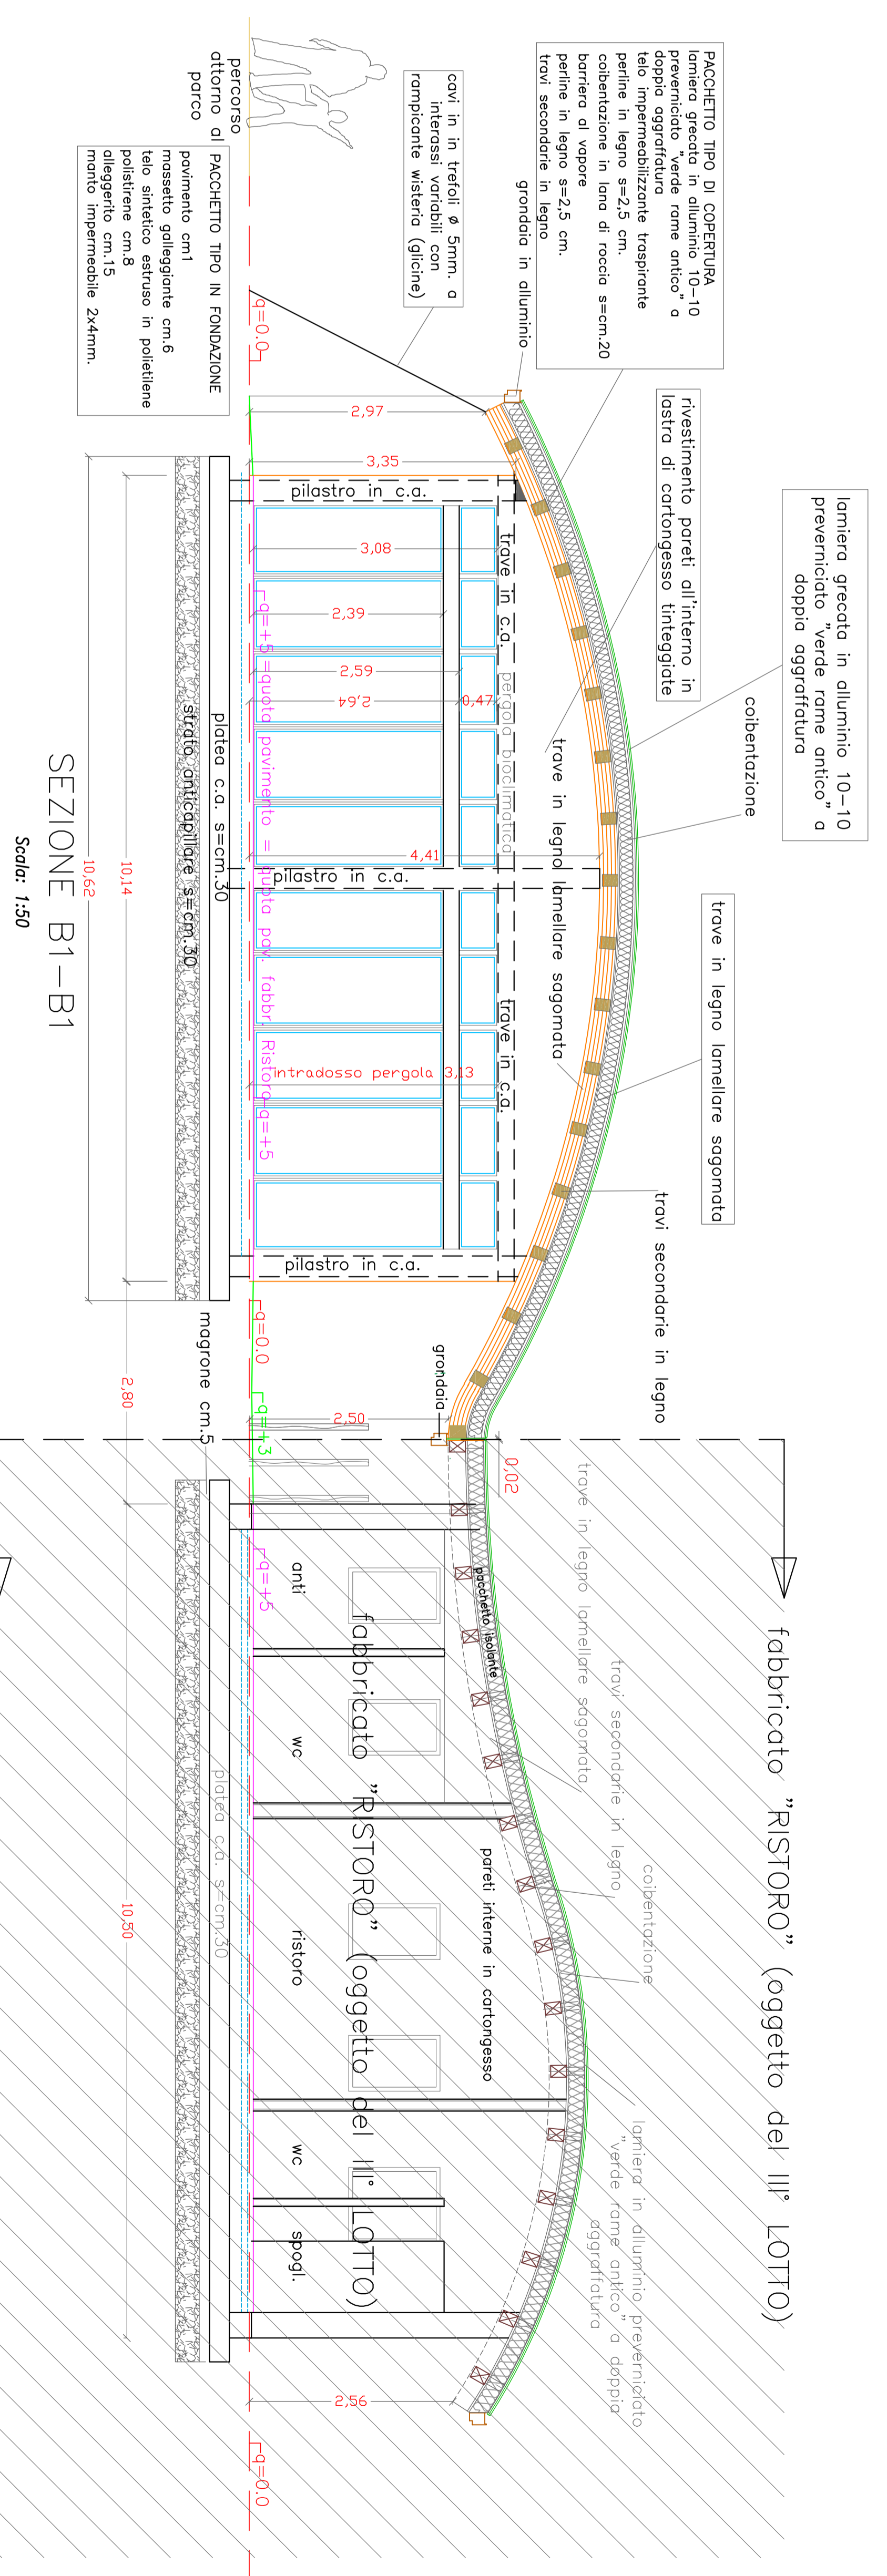 lamiera grecata in alluminio 10-10
preverniciato "verde rame antico" a
doppia aggraffatura
PACCHETTO TIPO DI COPERTURA
lamiera grecata in alluminio 10-10
preverniciato "verde rame antico" a
doppia aggraffatura
telo impermeabilizzante traspirante
perline in legno s=2,5 cm.
coibentazione in lana di roccia s=cm.20
barriera al vapore
perline in legno s=2,5 cm.
travi secondarie in legno
grondaia in alluminio
cavi in in trefoli ø 5mm. a
interassi variabili con
rampicante wisteria (glicine)
rivestimento pareti all'interno in
lastra di cartongesso tinteggiate
coibentazione
trave in legno lamellare sagomata
travi secondarie in legno
trave in legno lamellare sagomata
percorso
attorno al
parco
PACCHETTO TIPO IN FONDAZIONE
pavimento cm1
massetto galleggiante cm.6
telo sintetico estruso in polietilene
polistirene cm.8
alleggerito cm.15
manto impermeabile 2x4mm.
q=0.0
2,97
3,35
pilastro in c.a.
3,08
2,39
2,59
2,64
0,47
trave in c.a.
pergola bioclimatica
4,41
pilastro in c.a.
trave in c.a.
intradosso pergola 3,13
pilastro in c.a.
q=+5 =quota pavimento = quota pav. fabbr. Ristoro
q=+5
platea c.a. s=cm.30
strato anticapillare s=cm.30
10,14
10,62
2,80
magrone cm.5
q=0.0
q=+3
grondaia
2,50
0,02
fabbricato "RISTORO" (oggetto del III° LOTTO)
trave in legno lamellare sagomata
travi secondarie in legno
coibentazione
lamiera in alluminio preverniciato
"verde rame antico" a doppia
aggraffatura
pacchetto isolante
pareti interne in cartongesso
fabbricato "RISTORO" (oggetto del III° LOTTO)
anti
wc
ristoro
wc
spogl.
q=+5
platea c.a. s=cm.30
10,50
2,56
q=0.0
SEZIONE B1-B1
Scala: 1:50